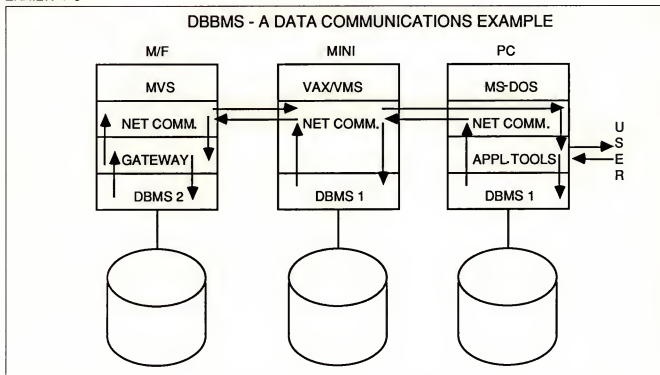 DBBMS - A DATA COMMUNICATIONS EXAMPLE
M/F MINI PC
MVS VAX/VMS MS-DOS
NET COMM. NET COMM. NET COMM.
GATEWAY APPL.TOOLS
DBMS 2 DBMS 1 DBMS 1
USER